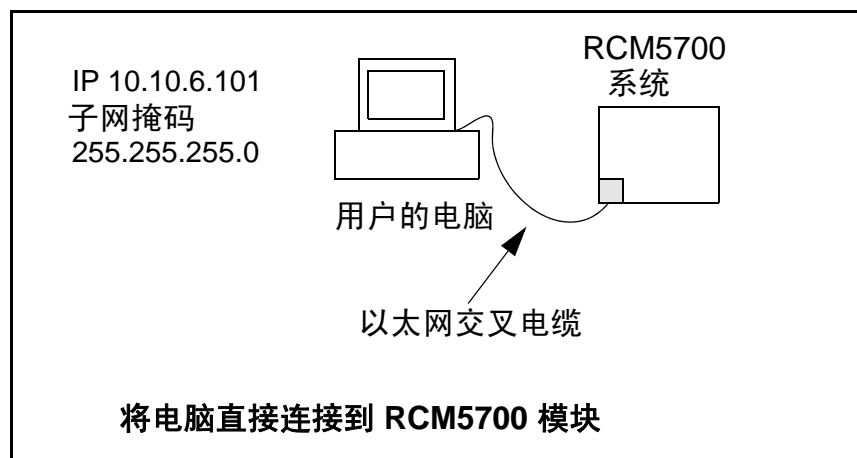 IP 10.10.6.101
子网掩码
255.255.255.0
RCM5700
系统
用户的电脑
以太网交叉电缆
将电脑直接连接到 RCM5700 模块